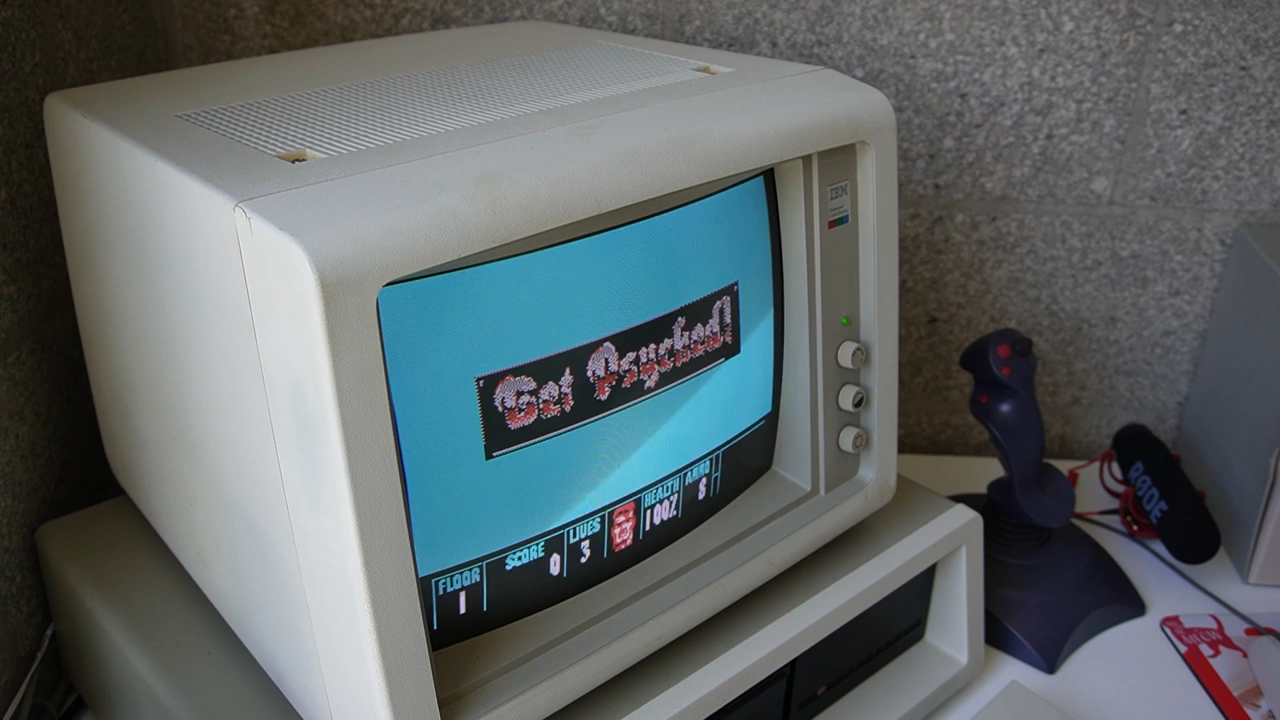 IBM
Get Psyched!
FLOOR SCORE LIVES HEALTH AMMO
1 0 3 100% 8
RØDE